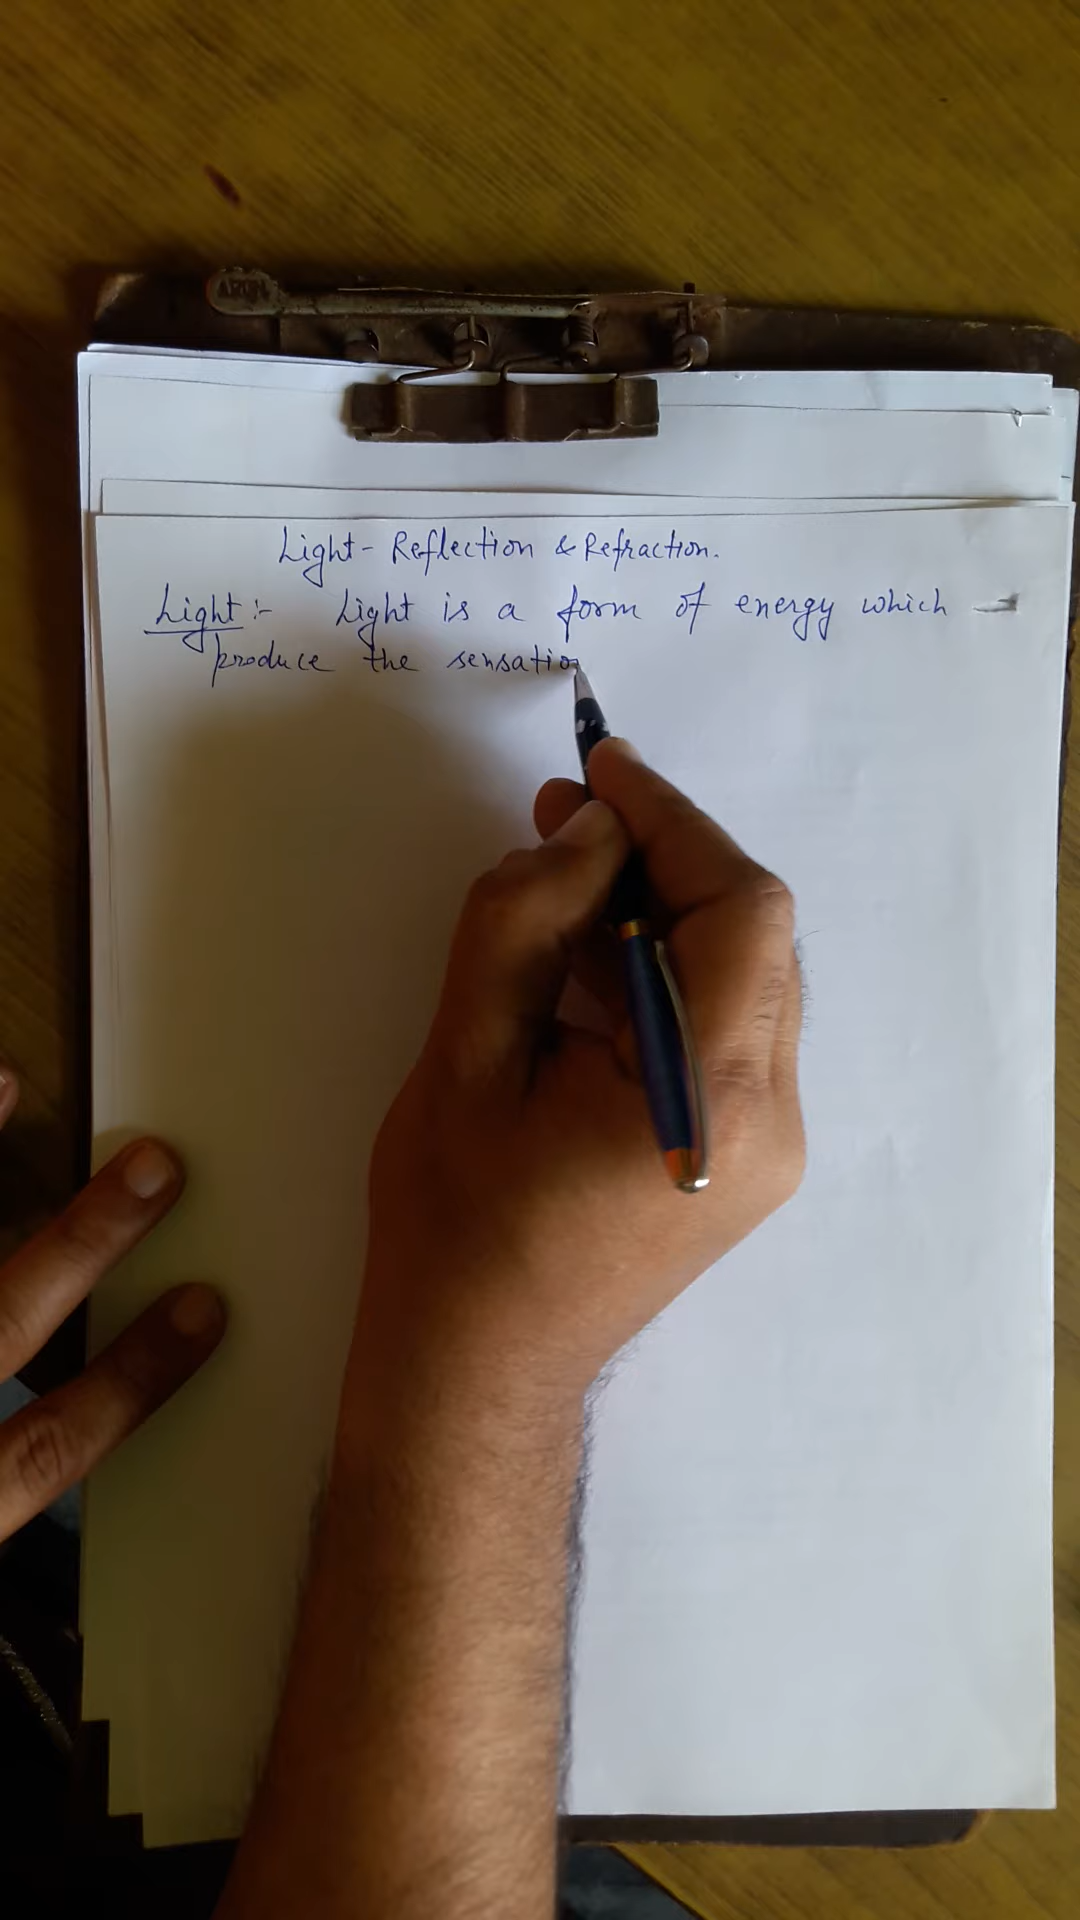 Light - Reflection & Refraction.
Light :- Light is a form of energy which
produce the sensation